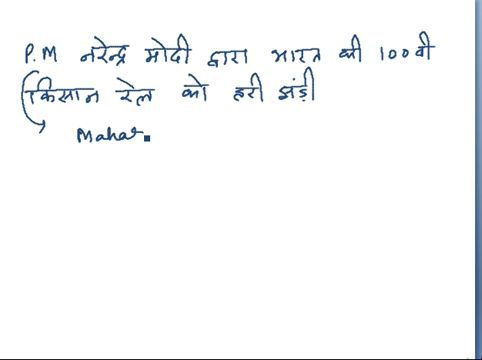 P.M नरेन्द्र मोदी द्वारा भारत की 100वी
किसान रेल को हरी झंड़ी
Mahar